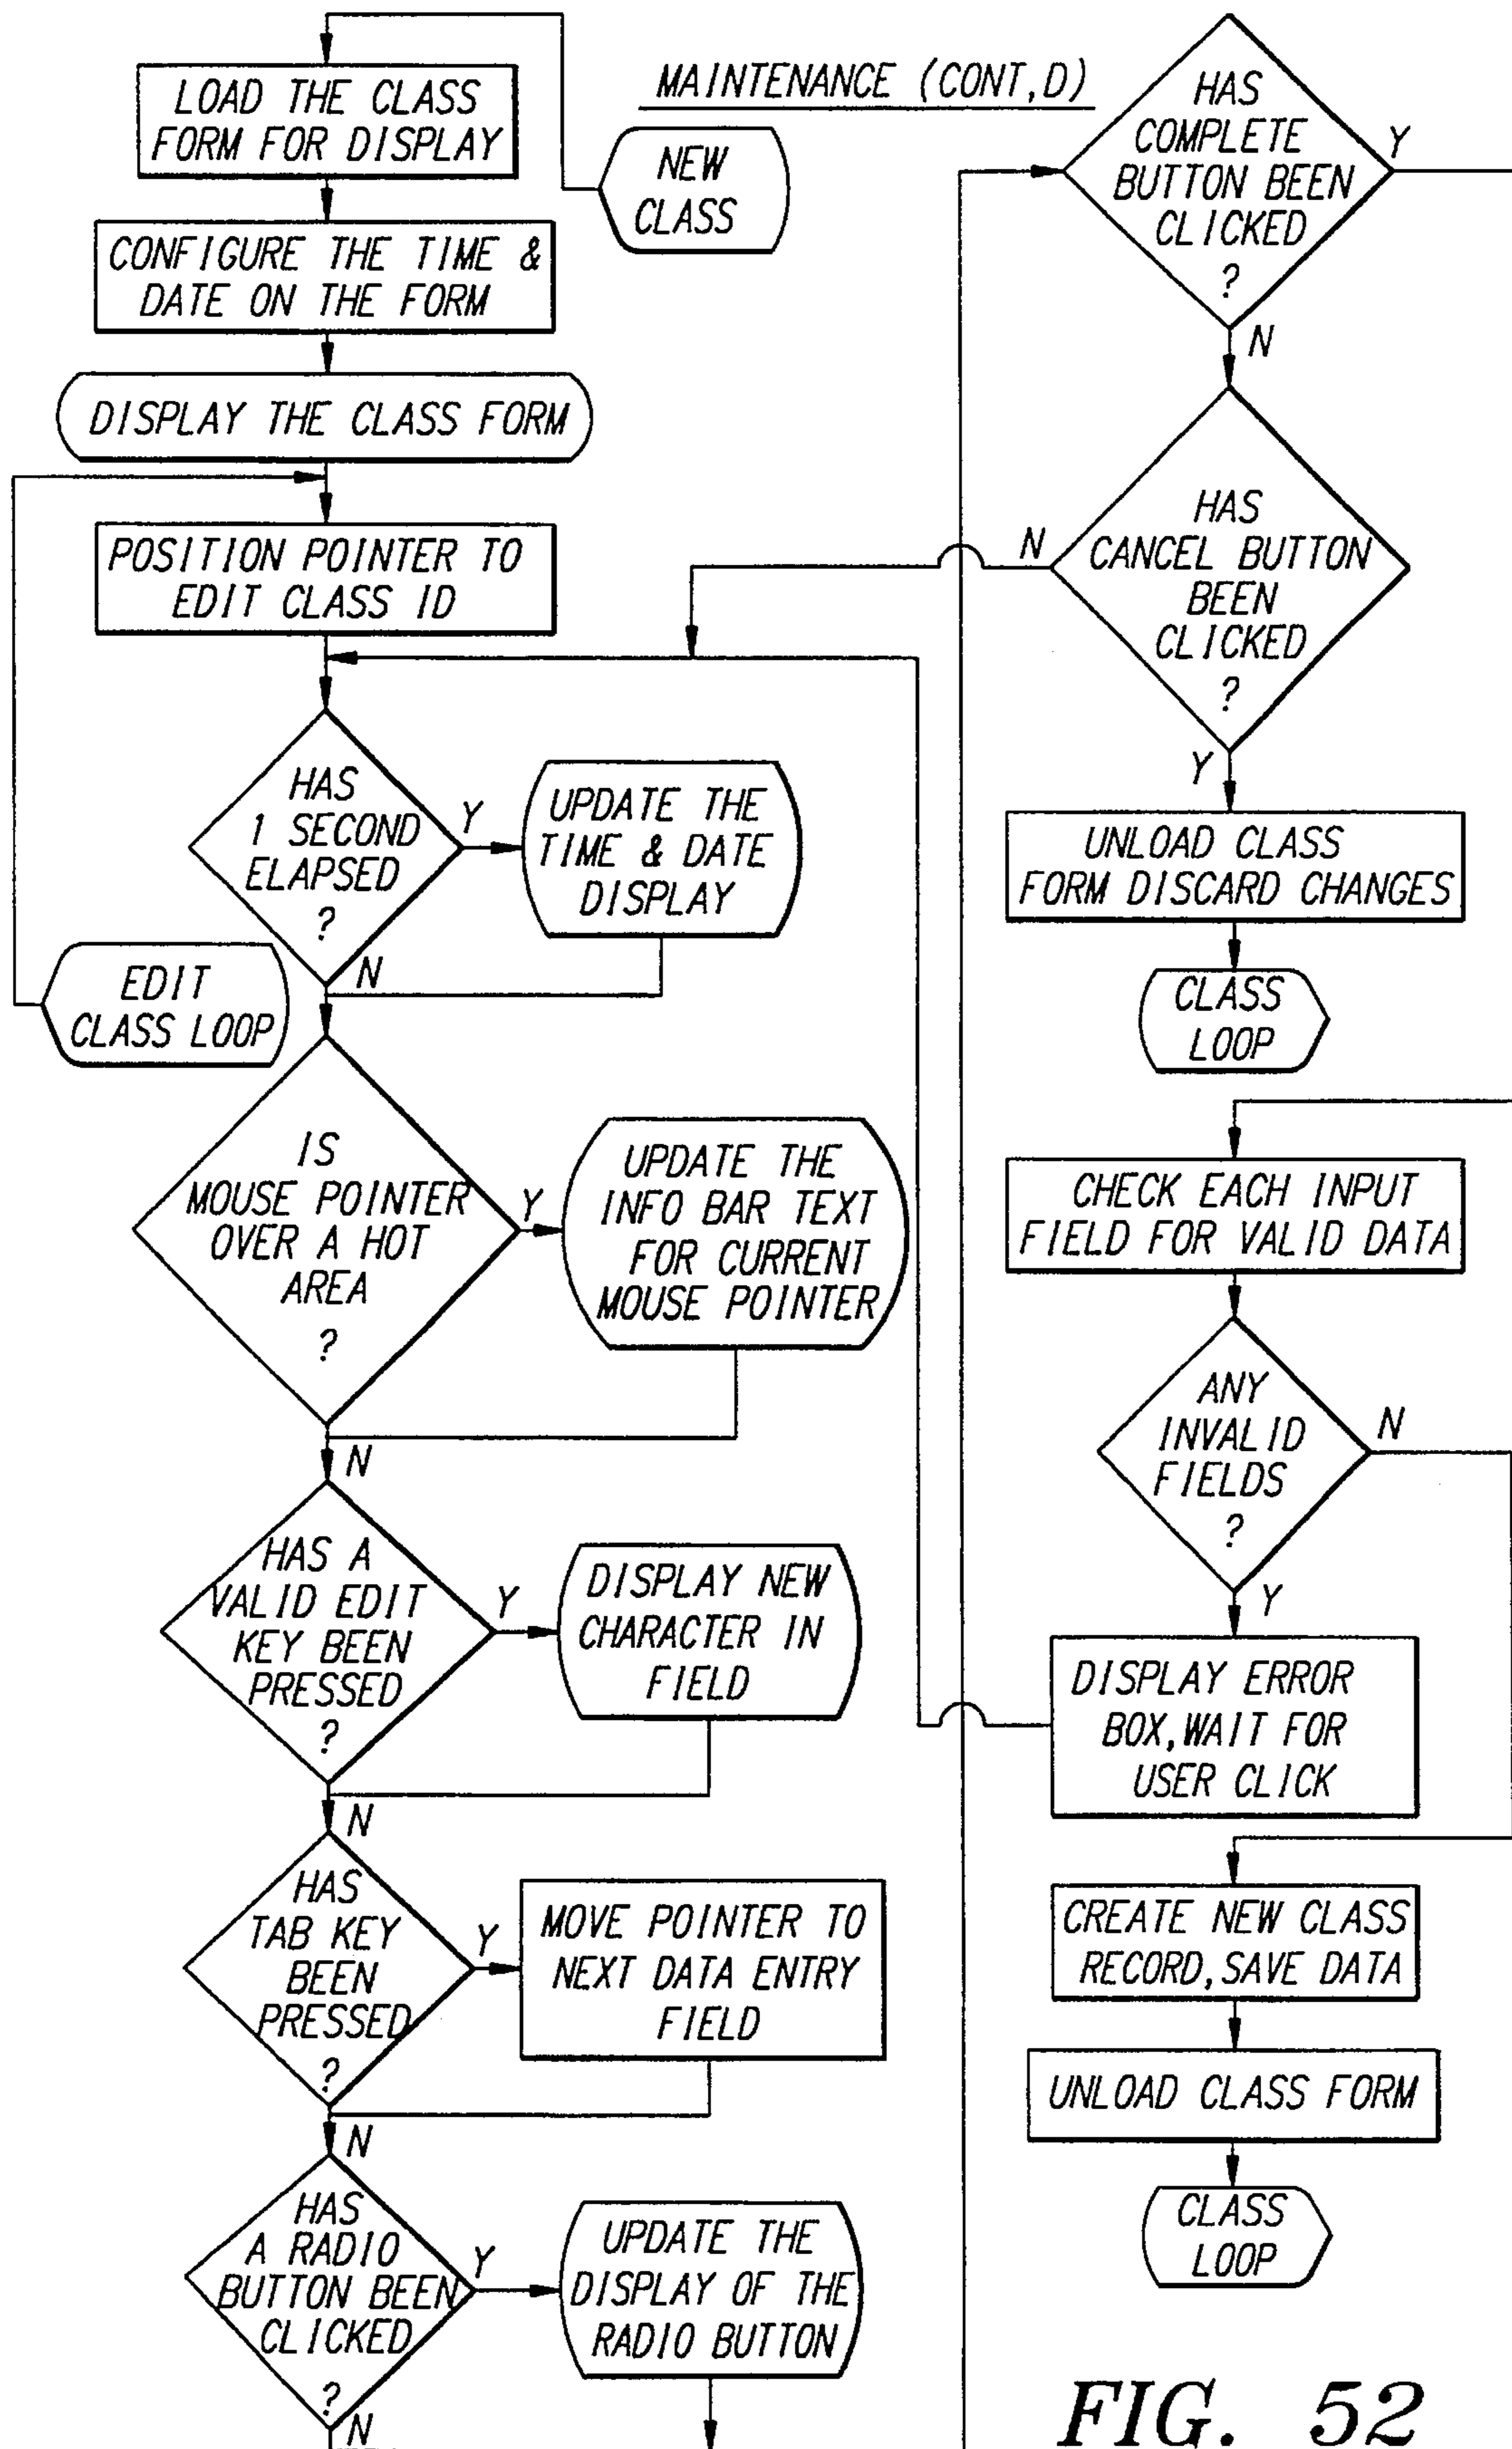 MAINTENANCE (CONT,D)
LOAD THE CLASS
FORM FOR DISPLAY
NEW
CLASS
CONFIGURE THE TIME &
DATE ON THE FORM
DISPLAY THE CLASS FORM
POSITION POINTER TO
EDIT CLASS ID
HAS
1 SECOND
ELAPSED
?
Y
UPDATE THE
TIME & DATE
DISPLAY
N
EDIT
CLASS LOOP
IS
MOUSE POINTER
OVER A HOT
AREA
?
Y
UPDATE THE
INFO BAR TEXT
FOR CURRENT
MOUSE POINTER
N
HAS A
VALID EDIT
KEY BEEN
PRESSED
?
Y
DISPLAY NEW
CHARACTER IN
FIELD
N
HAS
TAB KEY
BEEN
PRESSED
?
Y
MOVE POINTER TO
NEXT DATA ENTRY
FIELD
N
HAS
A RADIO
BUTTON BEEN
CLICKED
?
Y
UPDATE THE
DISPLAY OF THE
RADIO BUTTON
N
HAS
COMPLETE
BUTTON BEEN
CLICKED
?
Y
N
HAS
CANCEL BUTTON
BEEN
CLICKED
?
N
Y
UNLOAD CLASS
FORM DISCARD CHANGES
CLASS
LOOP
CHECK EACH INPUT
FIELD FOR VALID DATA
ANY
INVALID
FIELDS
?
N
Y
DISPLAY ERROR
BOX,WAIT FOR
USER CLICK
CREATE NEW CLASS
RECORD,SAVE DATA
UNLOAD CLASS FORM
CLASS
LOOP
FIG. 52